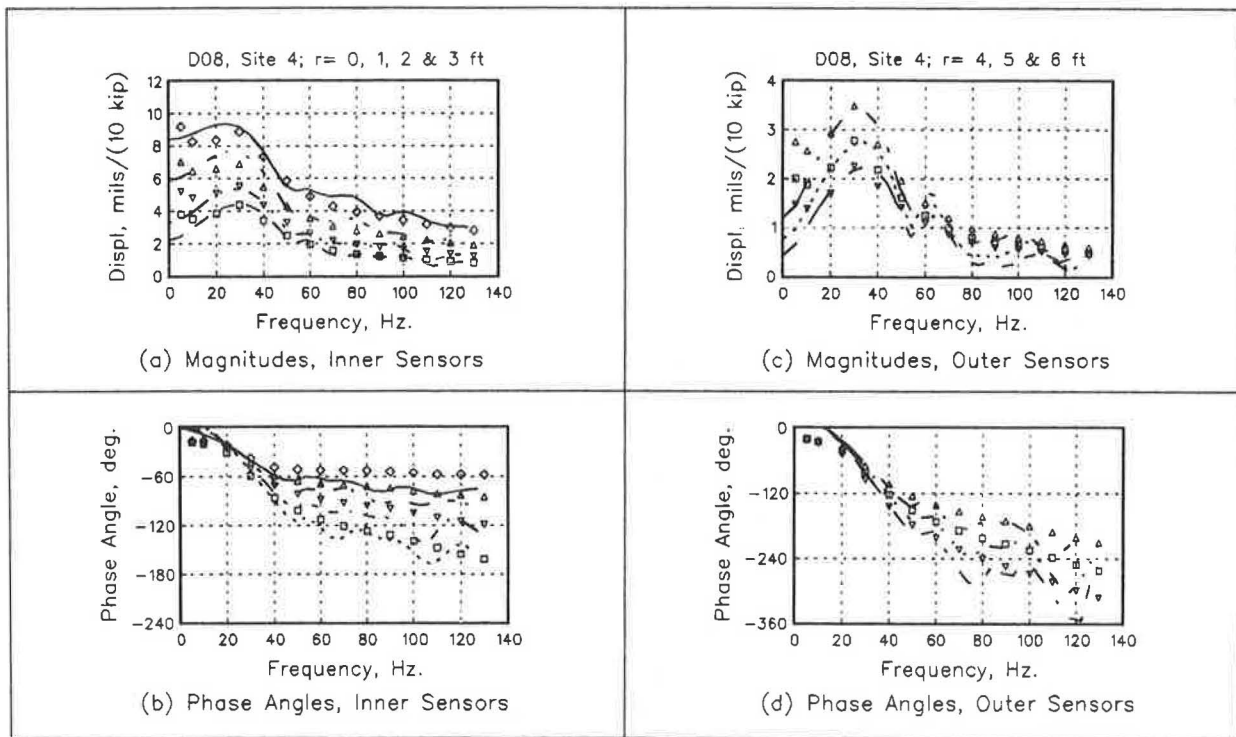 D08, Site 4; r= 0, 1, 2 & 3 ft
Displ, mils/(10 kip)
12
10
8
6
4
2
0
0 20 40 60 80 100 120 140
Frequency, Hz.
(a) Magnitudes, Inner Sensors
D08, Site 4; r= 4, 5 & 6 ft
Displ. mils/(10 kip)
4
3
2
1
0
0 20 40 60 80 100 120 140
Frequency, Hz.
(c) Magnitudes, Outer Sensors
Phase Angle, deg.
0
-60
-120
-180
-240
0 20 40 60 80 100 120 140
Frequency, Hz.
(b) Phase Angles, Inner Sensors
Phase Angle, deg.
0
-120
-240
-360
0 20 40 60 80 100 120 140
Frequency, Hz.
(d) Phase Angles, Outer Sensors